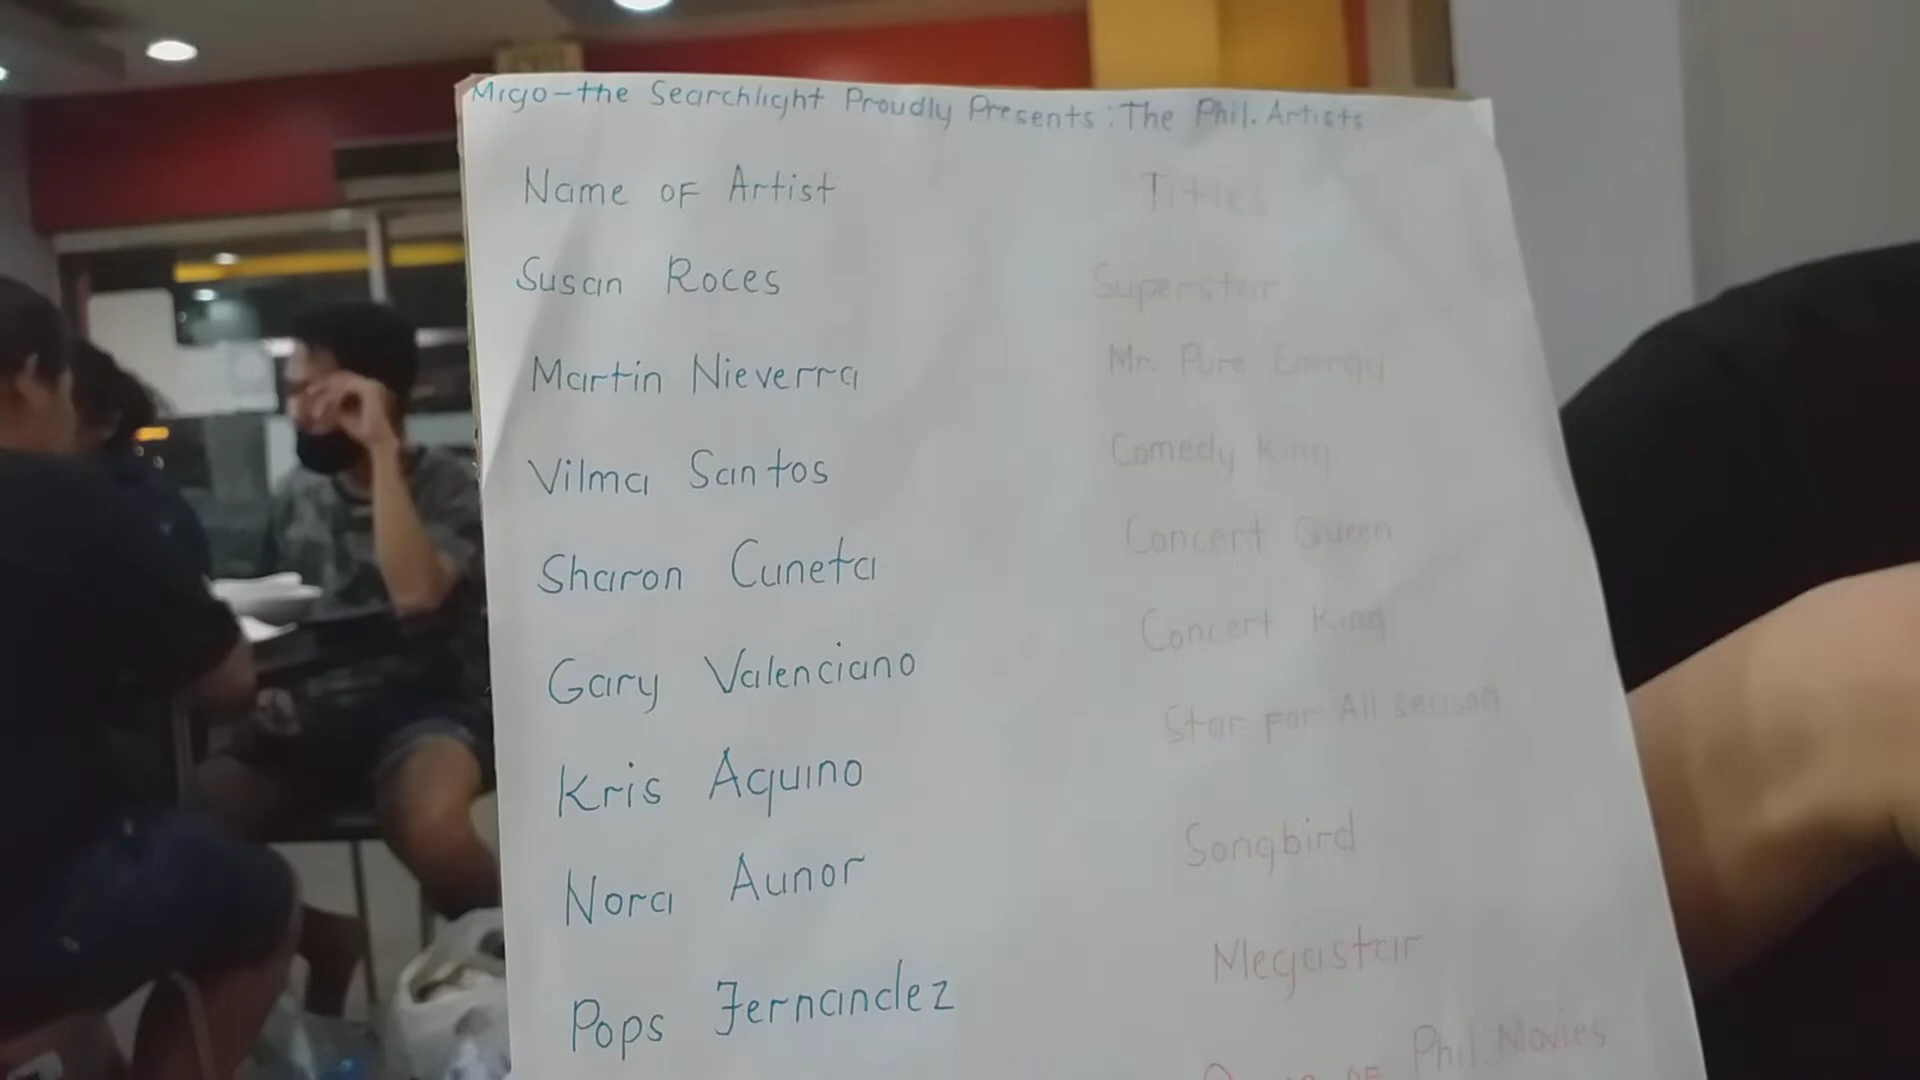 Migo-the Searchlight Proudly Presents: The Phil. Artists
Name of Artist Titles
Susan Roces Superstar
Martin Nieverra Mr. Pure Energy
Vilma Santos Comedy King
Sharon Cuneta Concert Queen
Gary Valenciano Concert King
Kris Aquino Star for All season
Nora Aunor Songbird
Pops Fernandez Megastar
of Phil. Movies